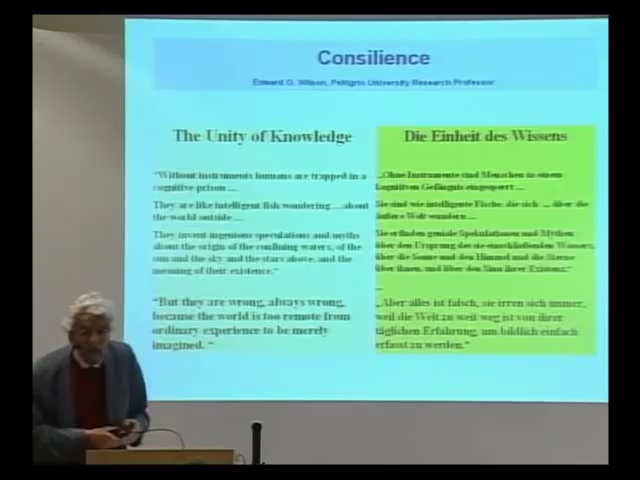 Consilience
Edward O. Wilson, Pelligrio University Research Professor
The Unity of Knowledge
"Without instruments humans are trapped in a
cognitive prison ....
They are like intelligent fish wondering ... about
the world outside ....
They invent ingenious speculations and myths
about the origin of the confining waters, of the
sun and the sky and the stars above, and the
meaning of their existence."
"But they are wrong, always wrong,
because the world is too remote from
ordinary experience to be merely
imagined. "
Die Einheit des Wissens
„Ohne Instrumente sind Menschen in einem
kognitiven Gefängnis eingesperrt ....
Sie sind wie intelligente Fische, die sich ... über die
äußere Welt wundern ....
Sie erfinden geniale Spekulationen und Mythen
über den Ursprung des sie einschließenden Wassers,
über die Sonne und den Himmel und die Sterne
über ihnen, und über den Sinn ihrer Existenz."
...
„Aber alles ist falsch, sie irren sich immer,
weil die Welt zu weit weg ist von ihrer
täglichen Erfahrung, um bildlich einfach
erfasst zu werden."